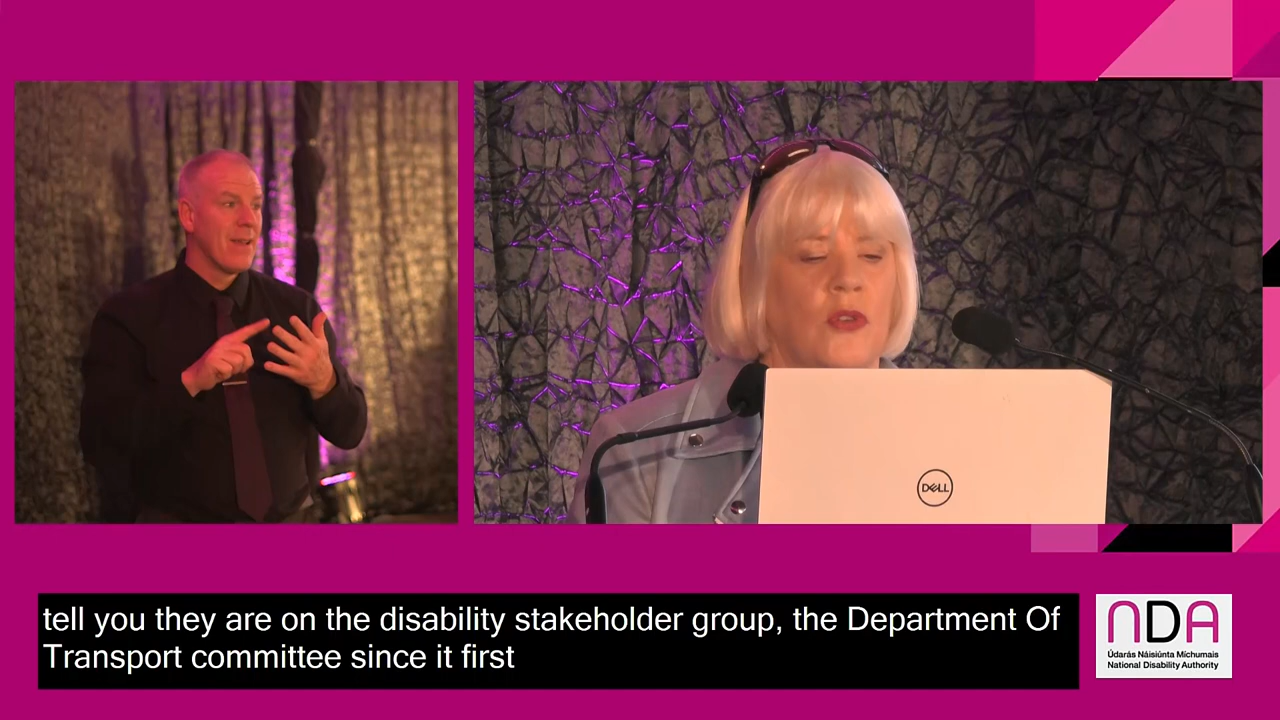 DELL
tell you they are on the disability stakeholder group, the Department Of
Transport committee since it first
NDA
Údarás Náisiúnta Míchumais
National Disability Authority